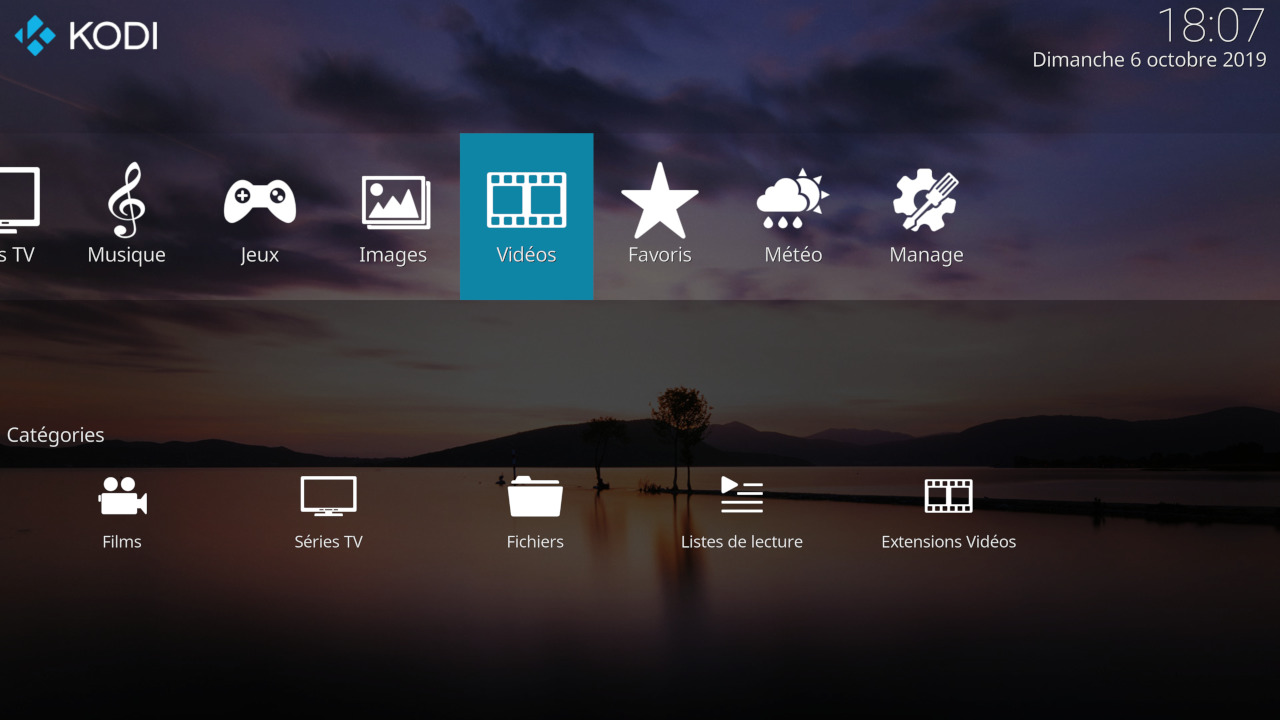 KODI
18:07
Dimanche 6 octobre 2019
s TV
Musique
Jeux
Images
Vidéos
Favoris
Météo
Manage
Catégories
Films
Séries TV
Fichiers
Listes de lecture
Extensions Vidéos